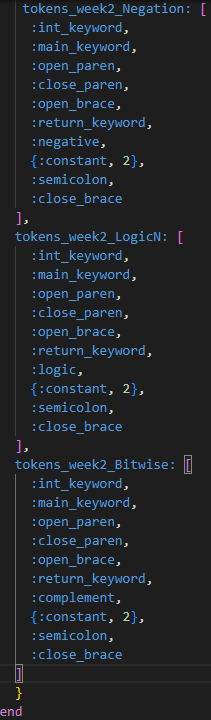 tokens_week2_Negation: [
:int_keyword,
:main_keyword,
:open_paren,
:close_paren,
:open_brace,
:return_keyword,
:negative,
{:constant, 2},
:semicolon,
:close_brace
],
tokens_week2_LogicN: [
:int_keyword,
:main_keyword,
:open_paren,
:close_paren,
:open_brace,
:return_keyword,
:logic,
{:constant, 2},
:semicolon,
:close_brace
],
tokens_week2_Bitwise: [
:int_keyword,
:main_keyword,
:open_paren,
:close_paren,
:open_brace,
:return_keyword,
:complement,
{:constant, 2},
:semicolon,
:close_brace
]
}
end